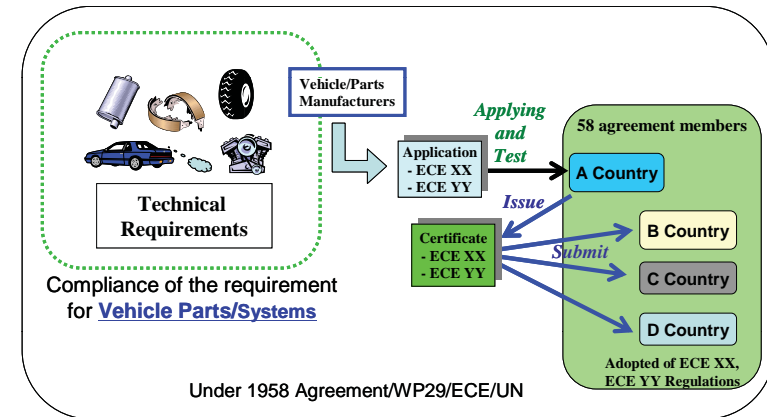 Vehicle/Parts
Manufacturers
Technical
Requirements
Compliance of the requirement
for Vehicle Parts/Systems
Application
- ECE XX
- ECE YY
Applying
and
Test
58 agreement members
A Country
Issue
Certificate
- ECE XX
- ECE YY
Submit
B Country
C Country
D Country
Adopted of ECE XX,
ECE YY Regulations
Under 1958 Agreement/WP29/ECE/UN